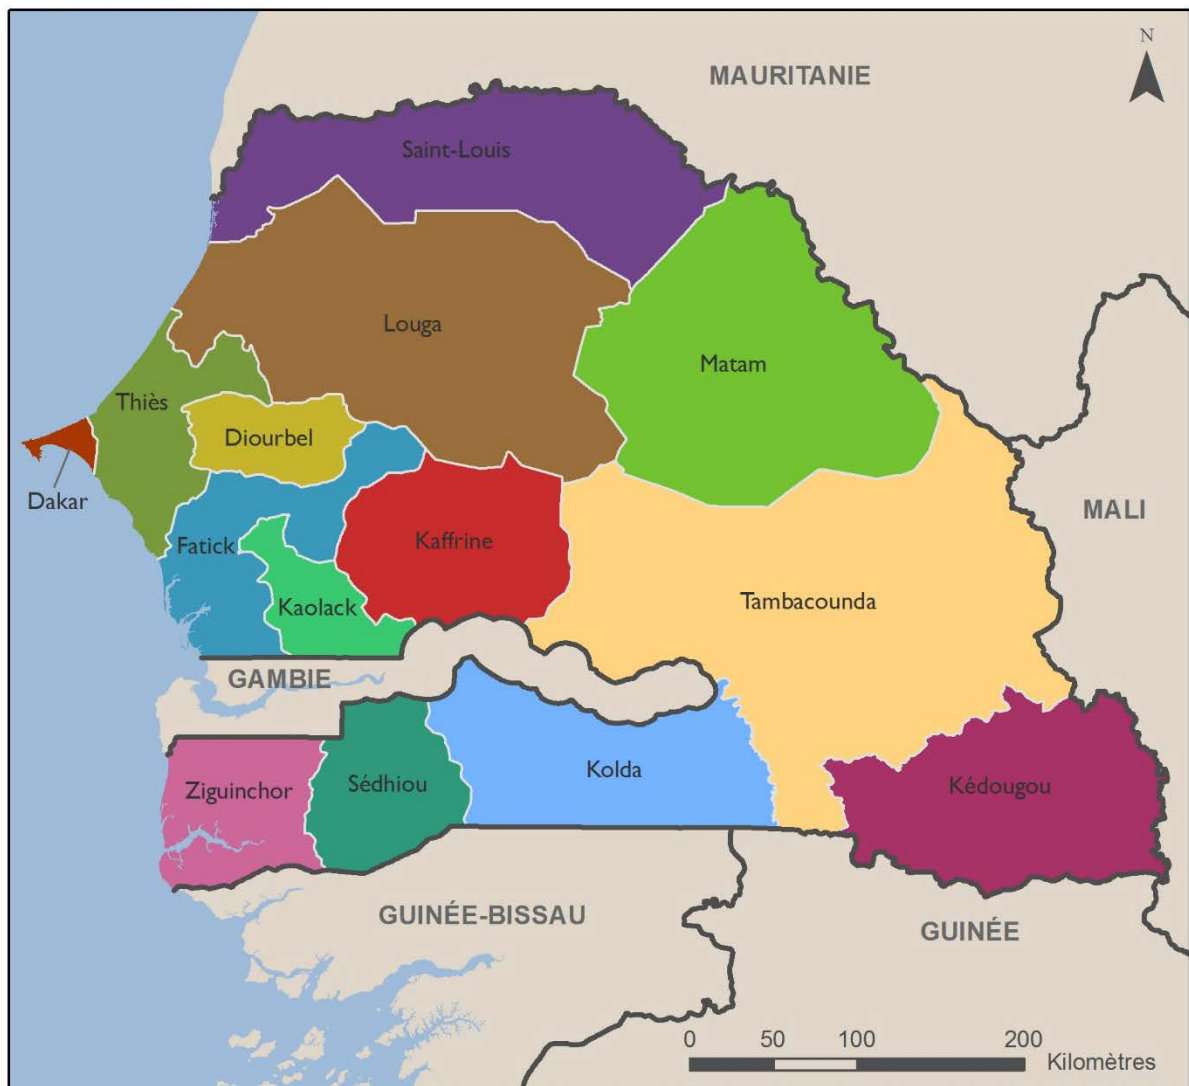 N
MAURITANIE
Saint-Louis
Louga
Matam
Thiès
Diourbel
Dakar
MALI
Fatick
Kaffrine
Kaolack
Tambacounda
GAMBIE
Ziguinchor
Sédhiou
Kolda
Kédougou
GUINÉE-BISSAU
GUINÉE
0 50 100 200
Kilomètres